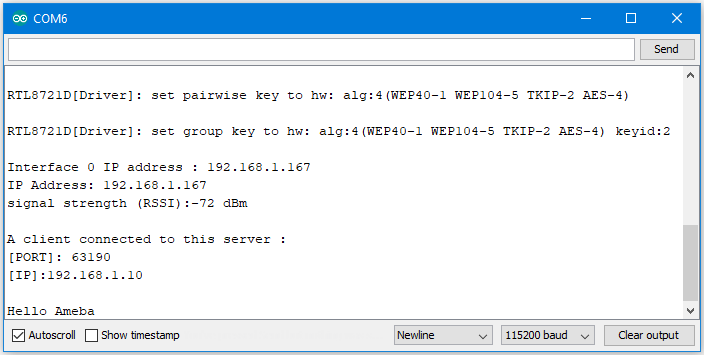 COM6
Send
RTL8721D[Driver]: set pairwise key to hw: alg:4(WEP40-1 WEP104-5 TKIP-2 AES-4)
RTL8721D[Driver]: set group key to hw: alg:4(WEP40-1 WEP104-5 TKIP-2 AES-4) keyid:2
Interface 0 IP address : 192.168.1.167
IP Address: 192.168.1.167
signal strength (RSSI):-72 dBm
A client connected to this server :
[PORT]: 63190
[IP]:192.168.1.10
Hello Ameba
Autoscroll Show timestamp Newline 115200 baud Clear output